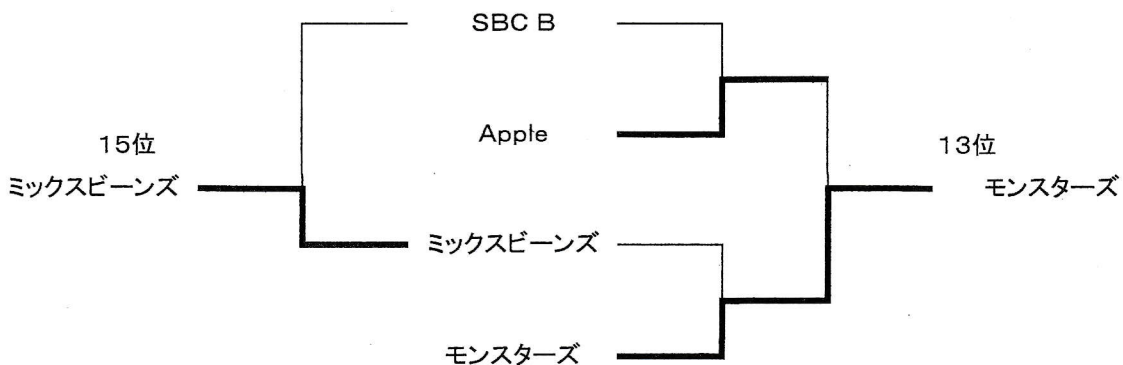 SBC B
Apple
15位
ミックスビーンズ
13位
モンスターズ
ミックスビーンズ
モンスターズ